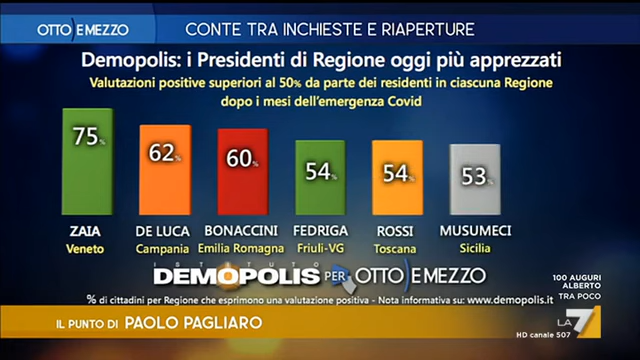 OTTO E MEZZO
CONTE TRA INCHIESTE E RIAPERTURE
Demopolis: i Presidenti di Regione oggi più apprezzati
Valutazioni positive superiori al 50% da parte dei residenti in ciascuna Regione
dopo i mesi dell'emergenza Covid
75% 62% 60% 54% 54% 53%
ZAIA DE LUCA BONACCINI FEDRIGA ROSSI MUSUMECI
Veneto Campania Emilia Romagna Friuli-VG Toscana Sicilia
ISTITUTO
DEMOPOLIS PER OTTO E MEZZO
% di cittadini per Regione che esprimono una valutazione positiva - Nota informativa su: www.demopolis.it
100 AUGURI
ALBERTO
TRA POCO
IL PUNTO DI PAOLO PAGLIARO
LA7
HD canale 507